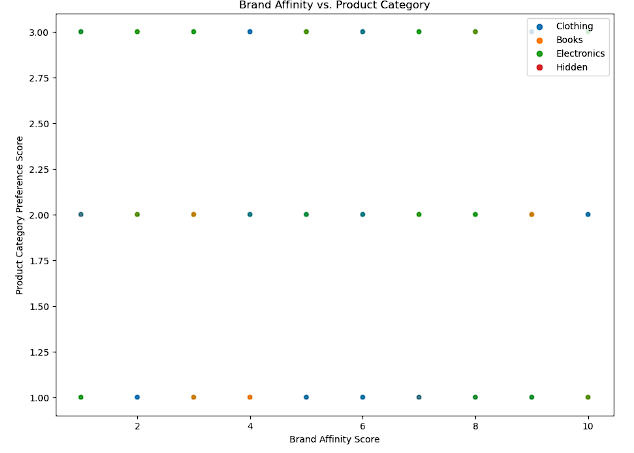 Brand Affinity vs. Product Category
Clothing
Books
Electronics
Hidden
Product Category Preference Score
3.00
2.75
2.50
2.25
2.00
1.75
1.50
1.25
1.00
2
4
6
8
10
Brand Affinity Score